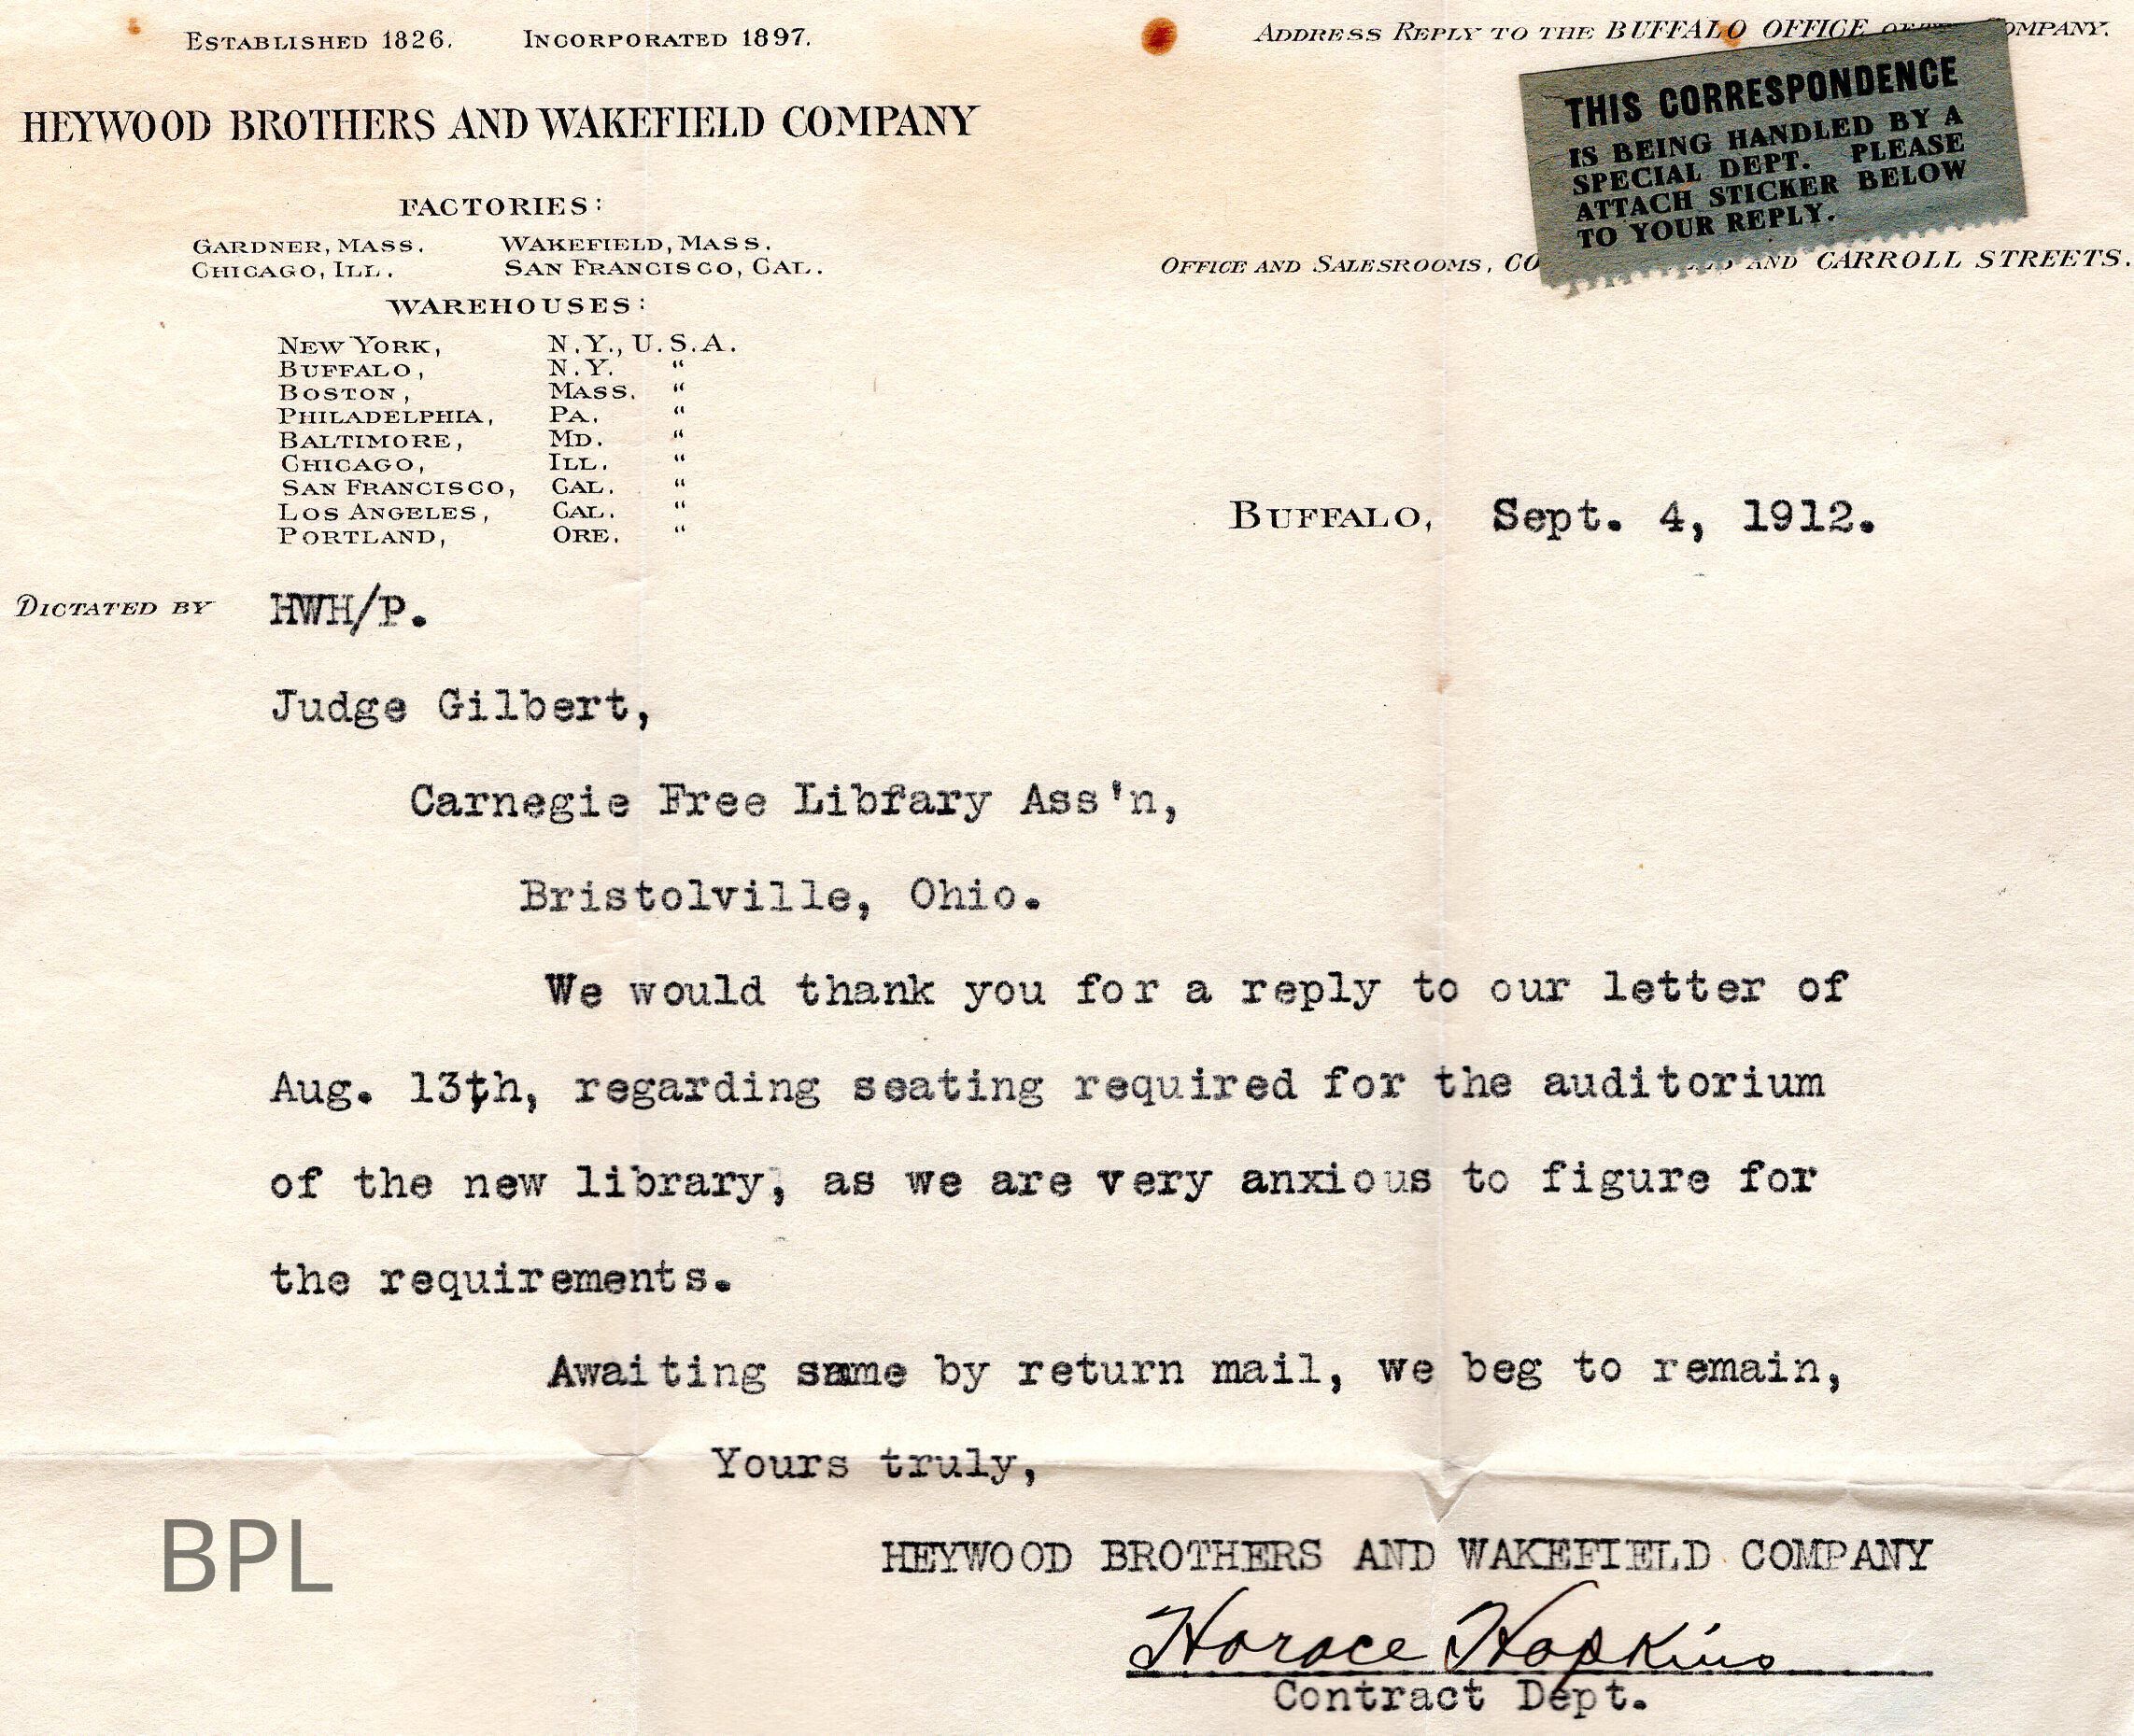 ESTABLISHED 1826. INCORPORATED 1897.
ADDRESS REPLY TO THE BUFFALO OFFICE OF THE COMPANY.
HEYWOOD BROTHERS AND WAKEFIELD COMPANY
THIS CORRESPONDENCE
IS BEING HANDLED BY A
SPECIAL DEPT. PLEASE
ATTACH STICKER BELOW
TO YOUR REPLY.
FACTORIES:
GARDNER, MASS. WAKEFIELD, MASS.
CHICAGO, ILL. SAN FRANCISCO, CAL.
OFFICE AND SALESROOMS, AND CARROLL STREETS.
WAREHOUSES:
NEW YORK, N.Y., U.S.A.
BUFFALO, N.Y. "
BOSTON, MASS. "
PHILADELPHIA, PA. "
BALTIMORE, MD. "
CHICAGO, ILL. "
SAN FRANCISCO, CAL. "
LOS ANGELES, CAL. "
PORTLAND, ORE. "
BUFFALO, Sept. 4, 1912.
DICTATED BY HWH/P.
Judge Gilbert,
Carnegie Free Library Ass'n,
Bristolville, Ohio.
We would thank you for a reply to our letter of
Aug. 13th, regarding seating required for the auditorium
of the new library, as we are very anxious to figure for
the requirements.
Awaiting same by return mail, we beg to remain,
Yours truly,
HEYWOOD BROTHERS AND WAKEFIELD COMPANY
Horace Hopkins
Contract Dept.
BPL